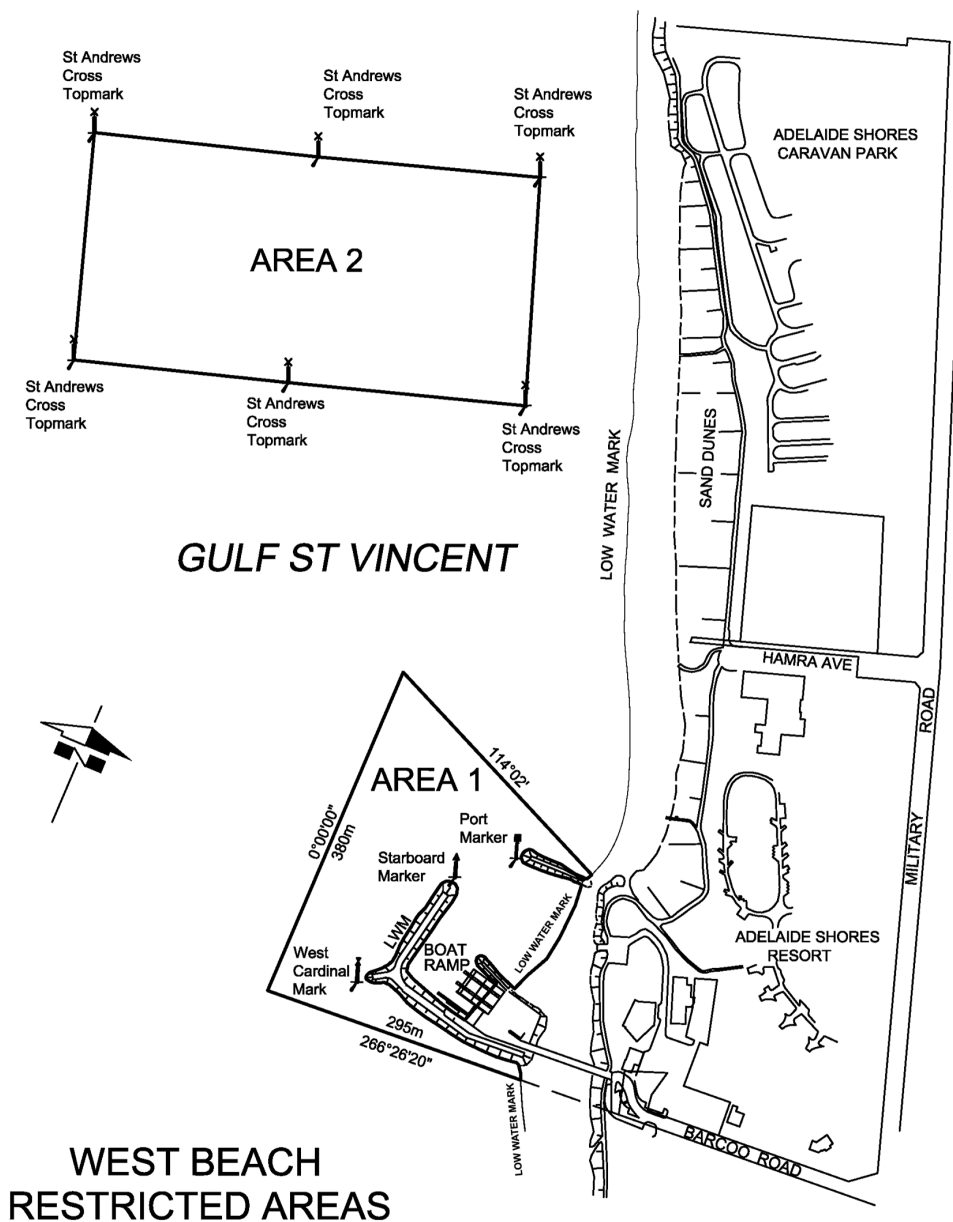 St Andrews
Cross
Topmark
St Andrews
Cross
Topmark
St Andrews
Cross
Topmark
ADELAIDE SHORES
CARAVAN PARK
AREA 2
St Andrews
Cross
Topmark
St Andrews
Cross
Topmark
St Andrews
Cross
Topmark
SAND DUNES
LOW WATER MARK
GULF ST VINCENT
HAMRA AVE
MILITARY ROAD
N
AREA 1
114°02'
0°00'00"
380m
Port
Marker
Starboard
Marker
LWM
BOAT
RAMP
LOW WATER MARK
West
Cardinal
Mark
ADELAIDE SHORES
RESORT
295m
266°26'20"
LOW WATER MARK
BARCOO ROAD
WEST BEACH
RESTRICTED AREAS